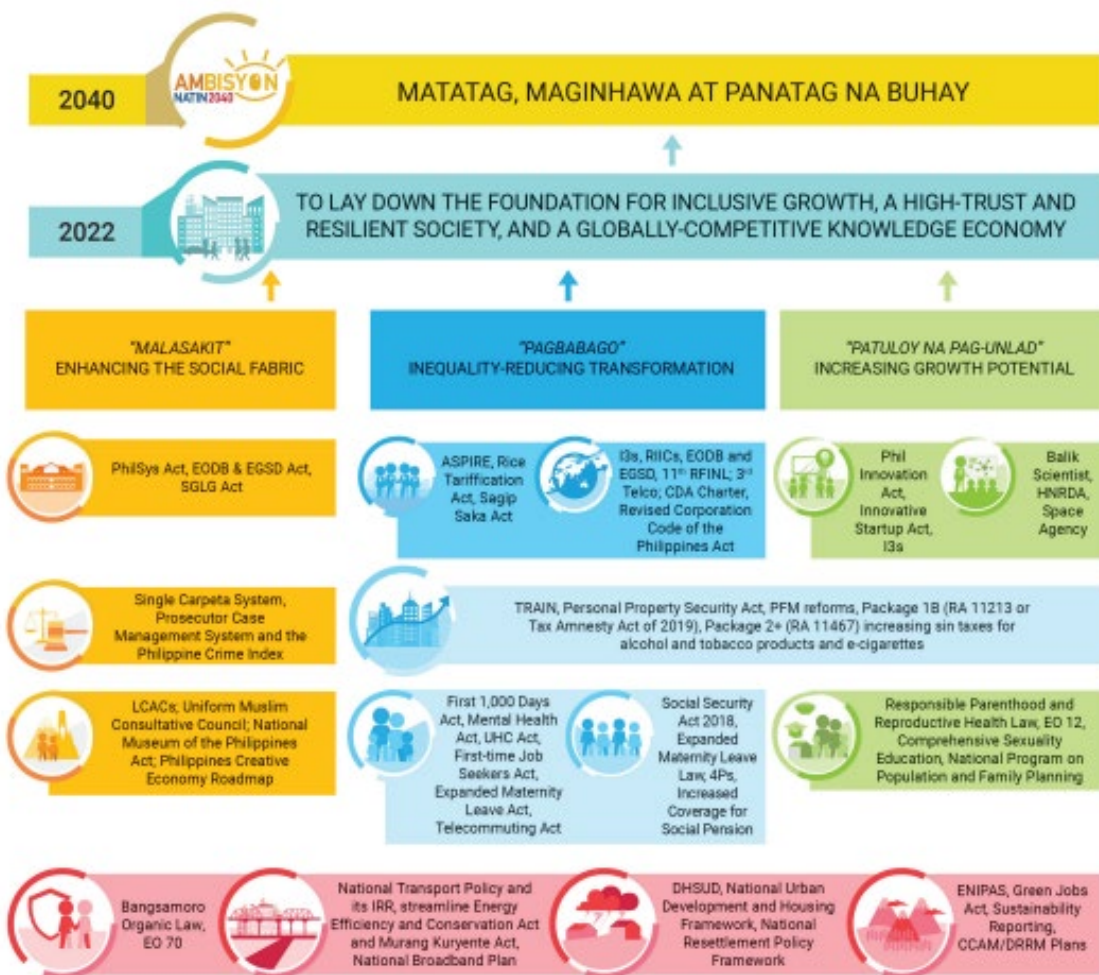 2040
AMBISYON
NATIN2040
MATATAG, MAGINHAWA AT PANATAG NA BUHAY
2022
TO LAY DOWN THE FOUNDATION FOR INCLUSIVE GROWTH, A HIGH-TRUST AND
RESILIENT SOCIETY, AND A GLOBALLY-COMPETITIVE KNOWLEDGE ECONOMY
"MALASAKIT"
ENHANCING THE SOCIAL FABRIC
"PAGBABAGO"
INEQUALITY-REDUCING TRANSFORMATION
"PATULOY NA PAG-UNLAD"
INCREASING GROWTH POTENTIAL
PhilSys Act, EODB & EGSD Act,
SGLG Act
ASPIRE, Rice
Tariffication
Act, Sagip
Saka Act
I3s, RIICs, EODB and
EGSD, 11th RFINL; 3rd
Telco; CDA Charter,
Revised Corporation
Code of the
Philippines Act
Phil
Innovation
Act,
Innovative
Startup Act,
I3s
Balik
Scientist,
HNRDA,
Space
Agency
Single Carpeta System,
Prosecutor Case
Management System and the
Philippine Crime Index
TRAIN, Personal Property Security Act, PFM reforms, Package 1B (RA 11213 or
Tax Amnesty Act of 2019), Package 2+ (RA 11467) increasing sin taxes for
alcohol and tobacco products and e-cigarettes
LCACs; Uniform Muslim
Consultative Council; National
Museum of the Philippines
Act; Philippines Creative
Economy Roadmap
First 1,000 Days
Act, Mental Health
Act, UHC Act,
First-time Job
Seekers Act,
Expanded Maternity
Leave Act,
Telecommuting Act
Social Security
Act 2018,
Expanded
Maternity Leave
Law, 4Ps,
Increased
Coverage for
Social Pension
Responsible Parenthood and
Reproductive Health Law, EO 12,
Comprehensive Sexuality
Education, National Program on
Population and Family Planning
Bangsamoro
Organic Law,
EO 70
National Transport Policy and
its IRR, streamline Energy
Efficiency and Conservation Act
and Murang Kuryente Act,
National Broadband Plan
DHSUD, National Urban
Development and Housing
Framework, National
Resettlement Policy
Framework
ENIPAS, Green Jobs
Act, Sustainability
Reporting,
CCAM/DRRM Plans